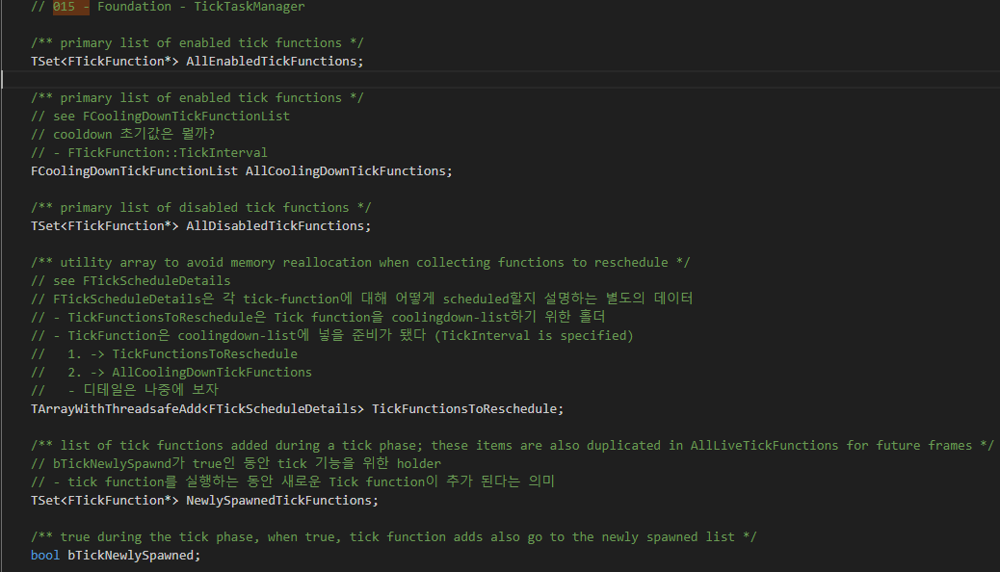 // 015 - Foundation - TickTaskManager
/** primary list of enabled tick functions */
TSet<FTickFunction*> AllEnabledTickFunctions;
/** primary list of enabled tick functions */
// see FCoolingDownTickFunctionList
// cooldown 초기값은 뭘까?
// - FTickFunction::TickInterval
FCoolingDownTickFunctionList AllCoolingDownTickFunctions;
/** primary list of disabled tick functions */
TSet<FTickFunction*> AllDisabledTickFunctions;
/** utility array to avoid memory reallocation when collecting functions to reschedule */
// see FTickScheduleDetails
// FTickScheduleDetails은 각 tick-function에 대해 어떻게 scheduled할지 설명하는 별도의 데이터
// - TickFunctionsToReschedule은 Tick function을 coolingdown-list하기 위한 홀더
// - TickFunction은 coolingdown-list에 넣을 준비가 됐다 (TickInterval is specified)
//   1. -> TickFunctionsToReschedule
//   2. -> AllCoolingDownTickFunctions
//   - 디테일은 나중에 보자
TArrayWithThreadsafeAdd<FTickScheduleDetails> TickFunctionsToReschedule;
/** list of tick functions added during a tick phase; these items are also duplicated in AllLiveTickFunctions for future frames */
// bTickNewlySpawnd가 true인 동안 tick 기능을 위한 holder
// - tick function를 실행하는 동안 새로운 Tick function이 추가 된다는 의미
TSet<FTickFunction*> NewlySpawnedTickFunctions;
/** true during the tick phase, when true, tick function adds also go to the newly spawned list */
bool bTickNewlySpawned;